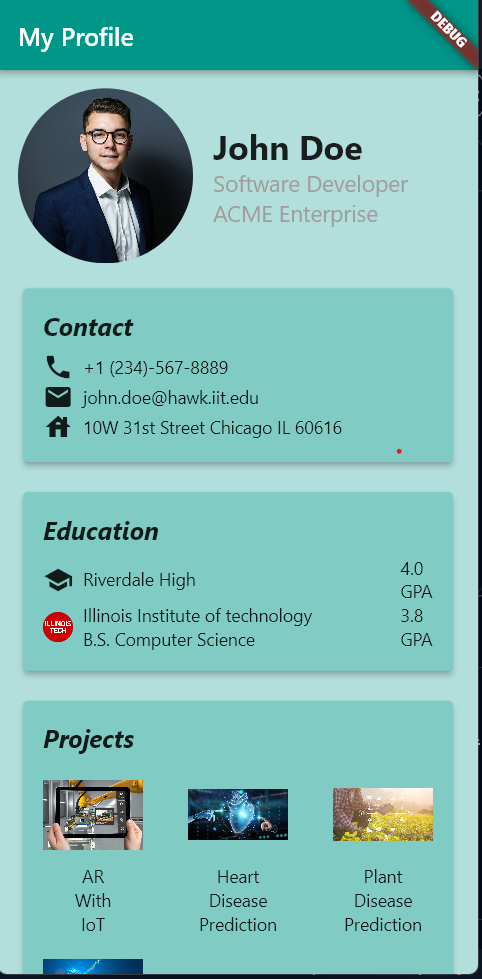 My Profile
DEBUG
John Doe
Software Developer
ACME Enterprise
Contact
+1 (234)-567-8889
john.doe@hawk.iit.edu
10W 31st Street Chicago IL 60616
Education
Riverdale High
4.0
GPA
ILLINOIS
TECH
Illinois Institute of technology
B.S. Computer Science
3.8
GPA
Projects
AR
With
IoT
Heart
Disease
Prediction
Plant
Disease
Prediction